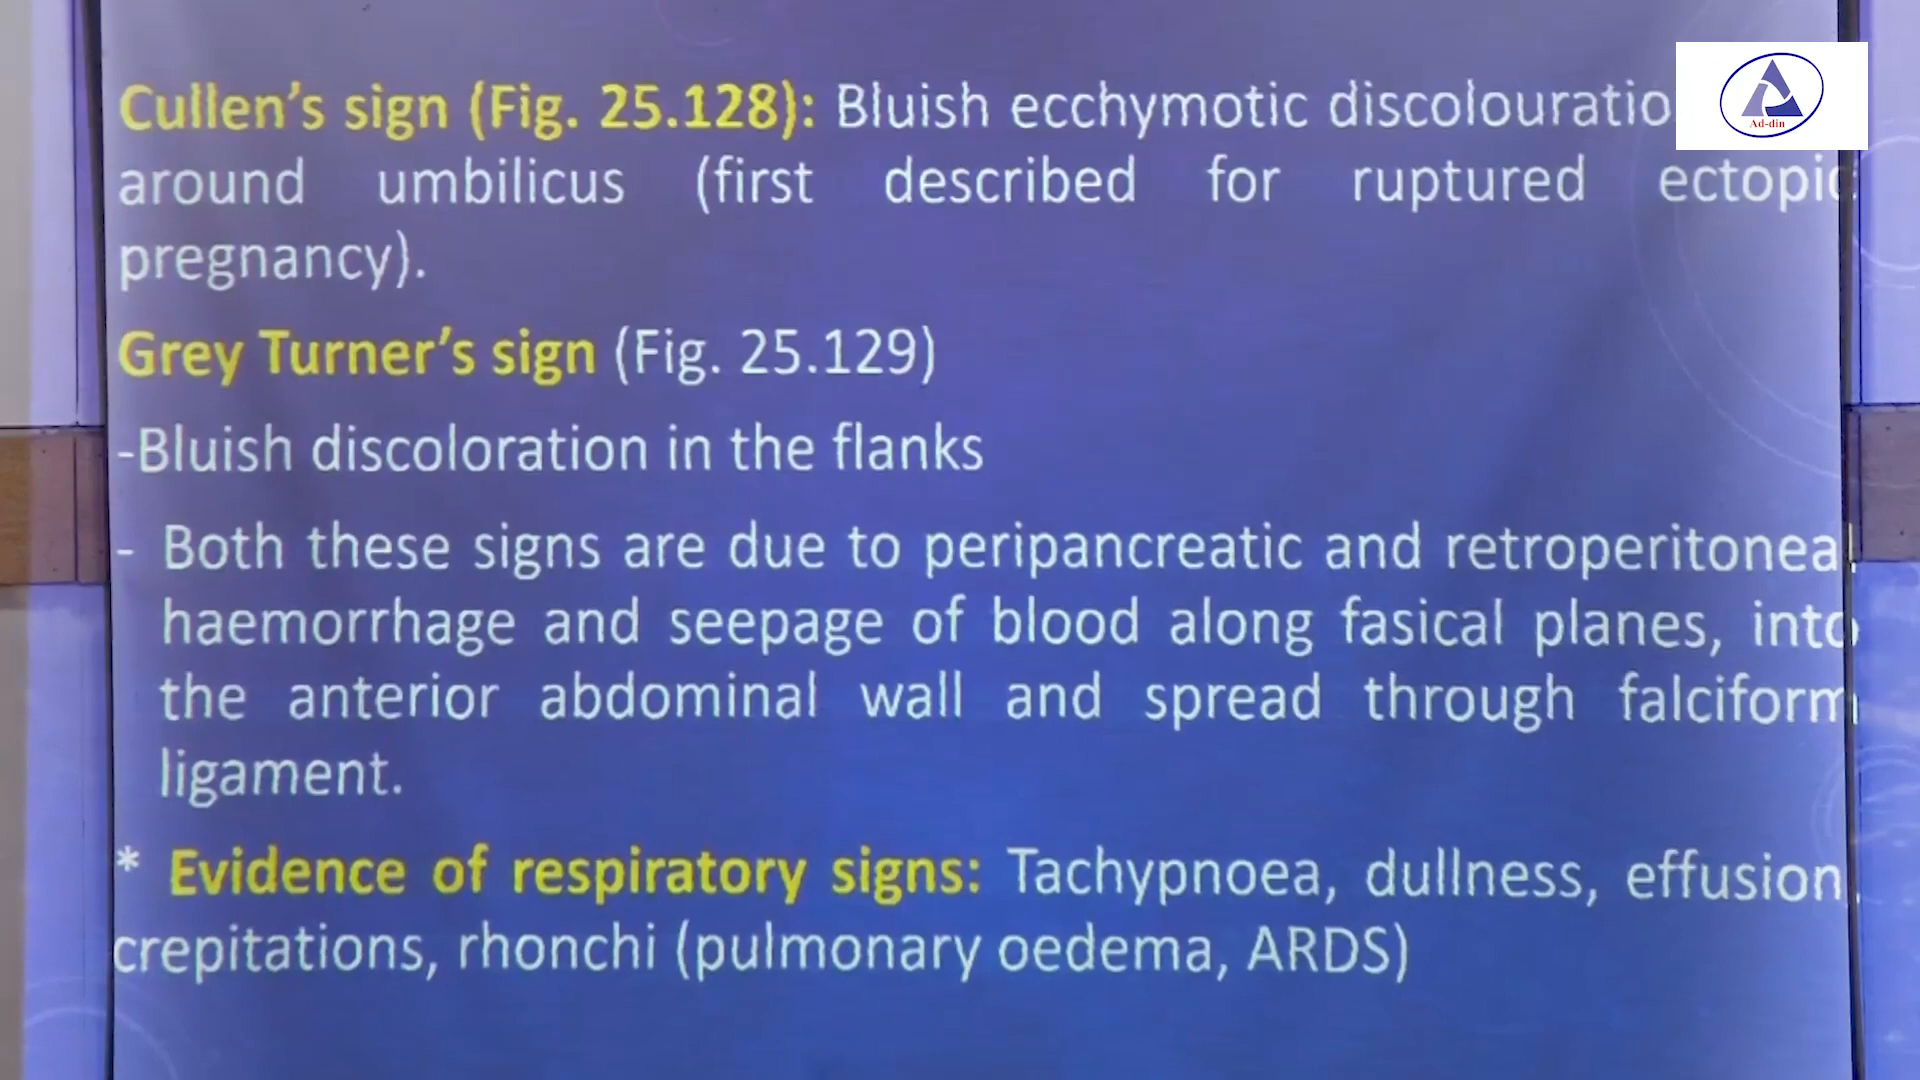 Cullen's sign (Fig. 25.128): Bluish ecchymotic discolouratio
Ad-din
around umbilicus (first described for ruptured ectopic
pregnancy).
Grey Turner's sign (Fig. 25.129)
-Bluish discoloration in the flanks
- Both these signs are due to peripancreatic and retroperitoneal
haemorrhage and seepage of blood along fasical planes, into
the anterior abdominal wall and spread through falciform
ligament.
* Evidence of respiratory signs: Tachypnoea, dullness, effusion,
crepitations, rhonchi (pulmonary oedema, ARDS)